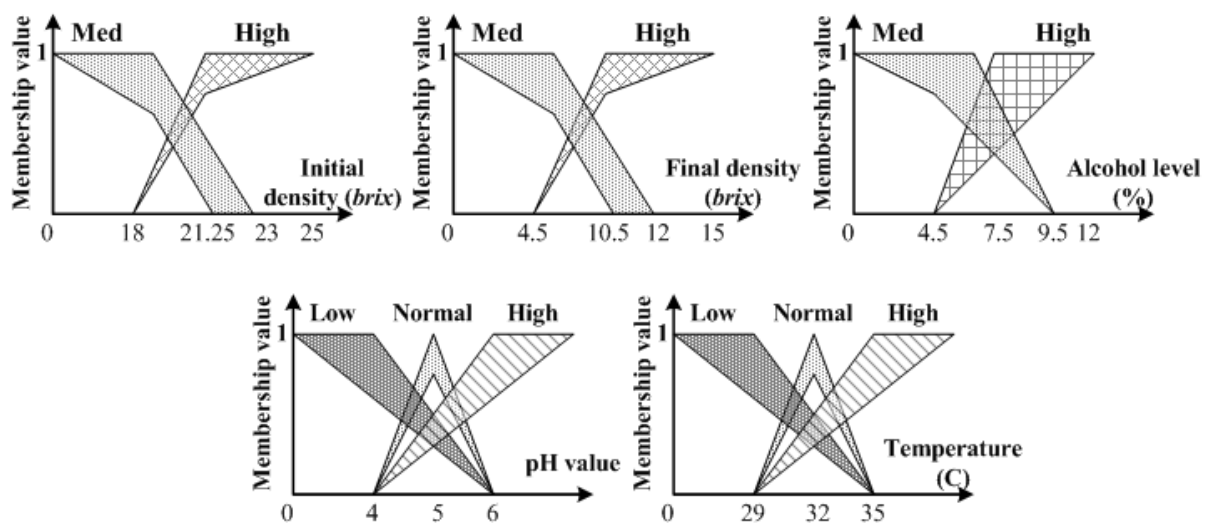 Membership value
1
Med High
Initial
density (brix)
0 18 21.25 23 25
Membership value
1
Med High
Final density
(brix)
0 4.5 10.5 12 15
Membership value
1
Med High
Alcohol level
(%)
0 4.5 7.5 9.5 12
Membership value
1
Low Normal High
pH value
0 4 5 6
Membership value
1
Low Normal High
Temperature
(C)
0 29 32 35